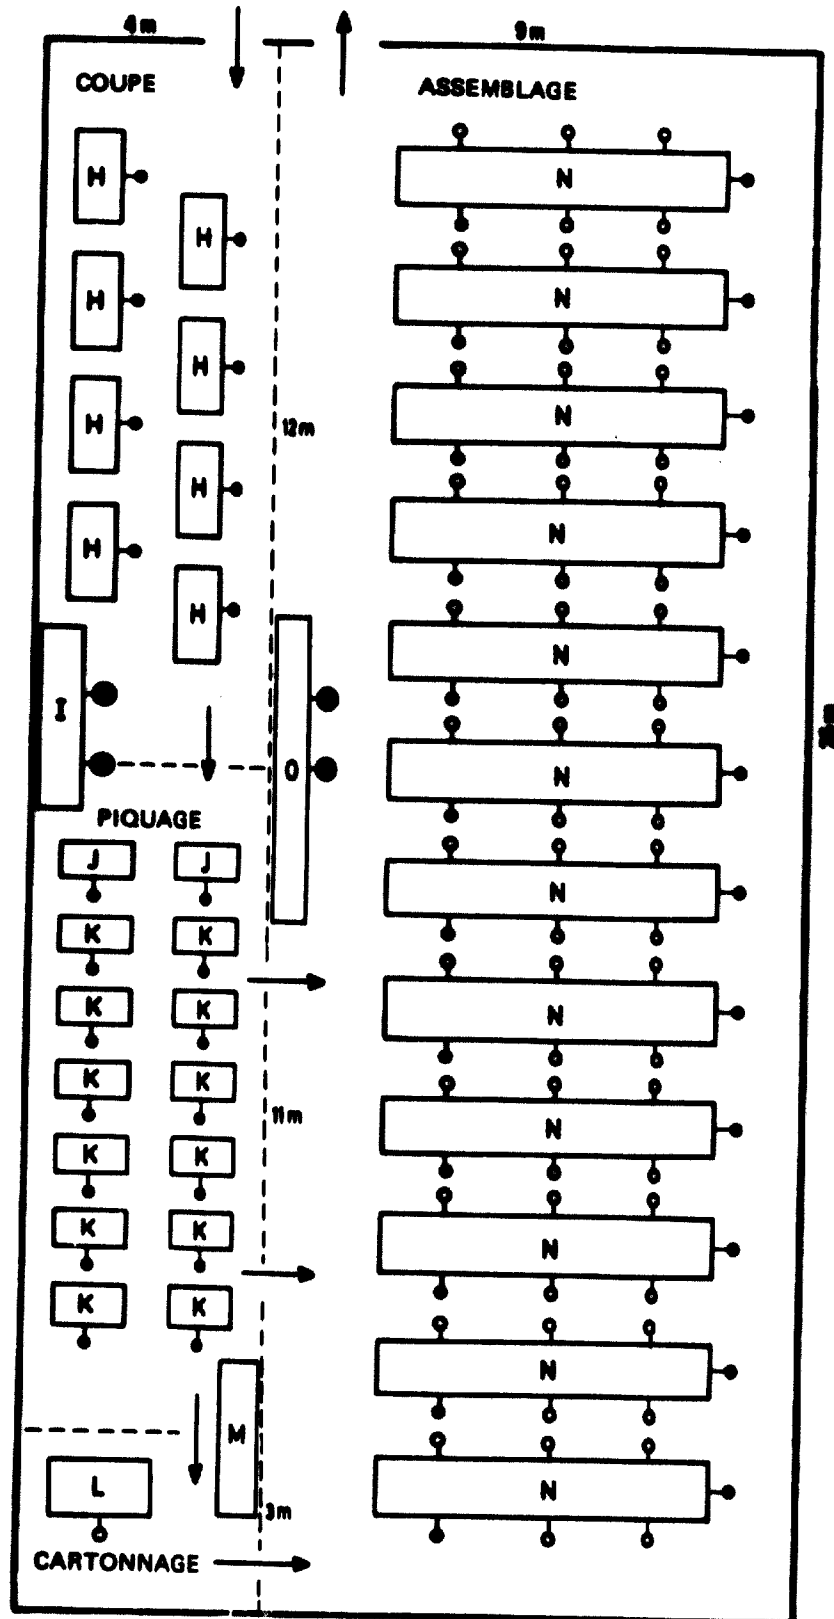 4m
9m
COUPE
ASSEMBLAGE
H
H
H
H
H
H
H
H
12m
I
O
PIQUAGE
J J
K K
K K
K K
K K
K K
K K
11m
M
L
3m
CARTONNAGE
N
N
N
N
N
N
N
N
N
N
N
N